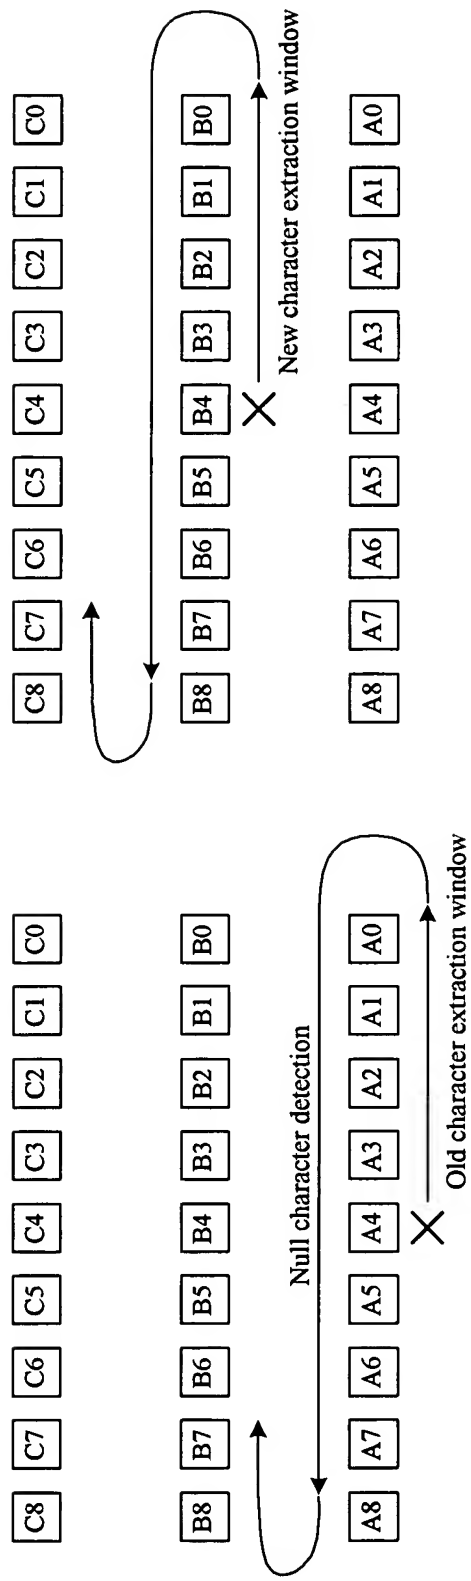 C8 C7 C6 C5 C4 C3 C2 C1 C0 C8 C7 C6 C5 C4 C3 C2 C1 C0
B8 B7 B6 B5 B4 B3 B2 B1 B0 B8 B7 B6 B5 B4 B3 B2 B1 B0
Null character detection
New character extraction window
A8 A7 A6 A5 A4 A3 A2 A1 A0 A8 A7 A6 A5 A4 A3 A2 A1 A0
Old character extraction window